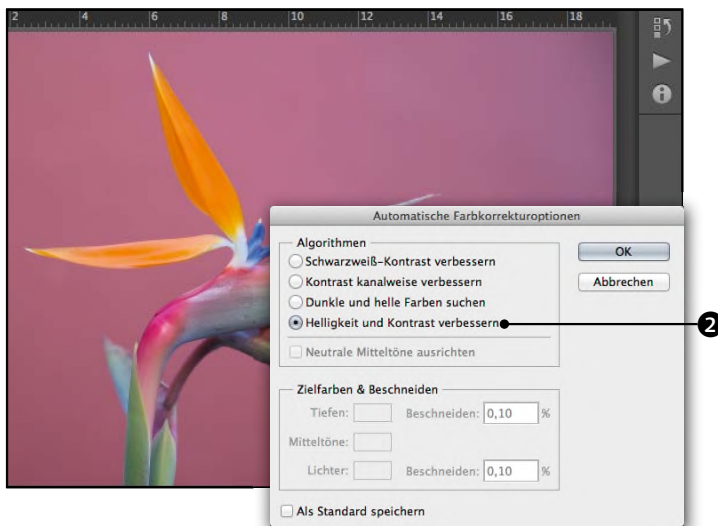 2 4 6 8 10 12 14 16 18
Automatische Farbkorrekturoptionen
Algorithmen
Schwarzweiß-Kontrast verbessern
Kontrast kanalweise verbessern
Dunkle und helle Farben suchen
Helligkeit und Kontrast verbessern
2
Neutrale Mitteltöne ausrichten
OK
Abbrechen
Zielfarben & Beschneiden
Tiefen: Beschneiden: 0,10 %
Mitteltöne:
Lichter: Beschneiden: 0,10 %
Als Standard speichern